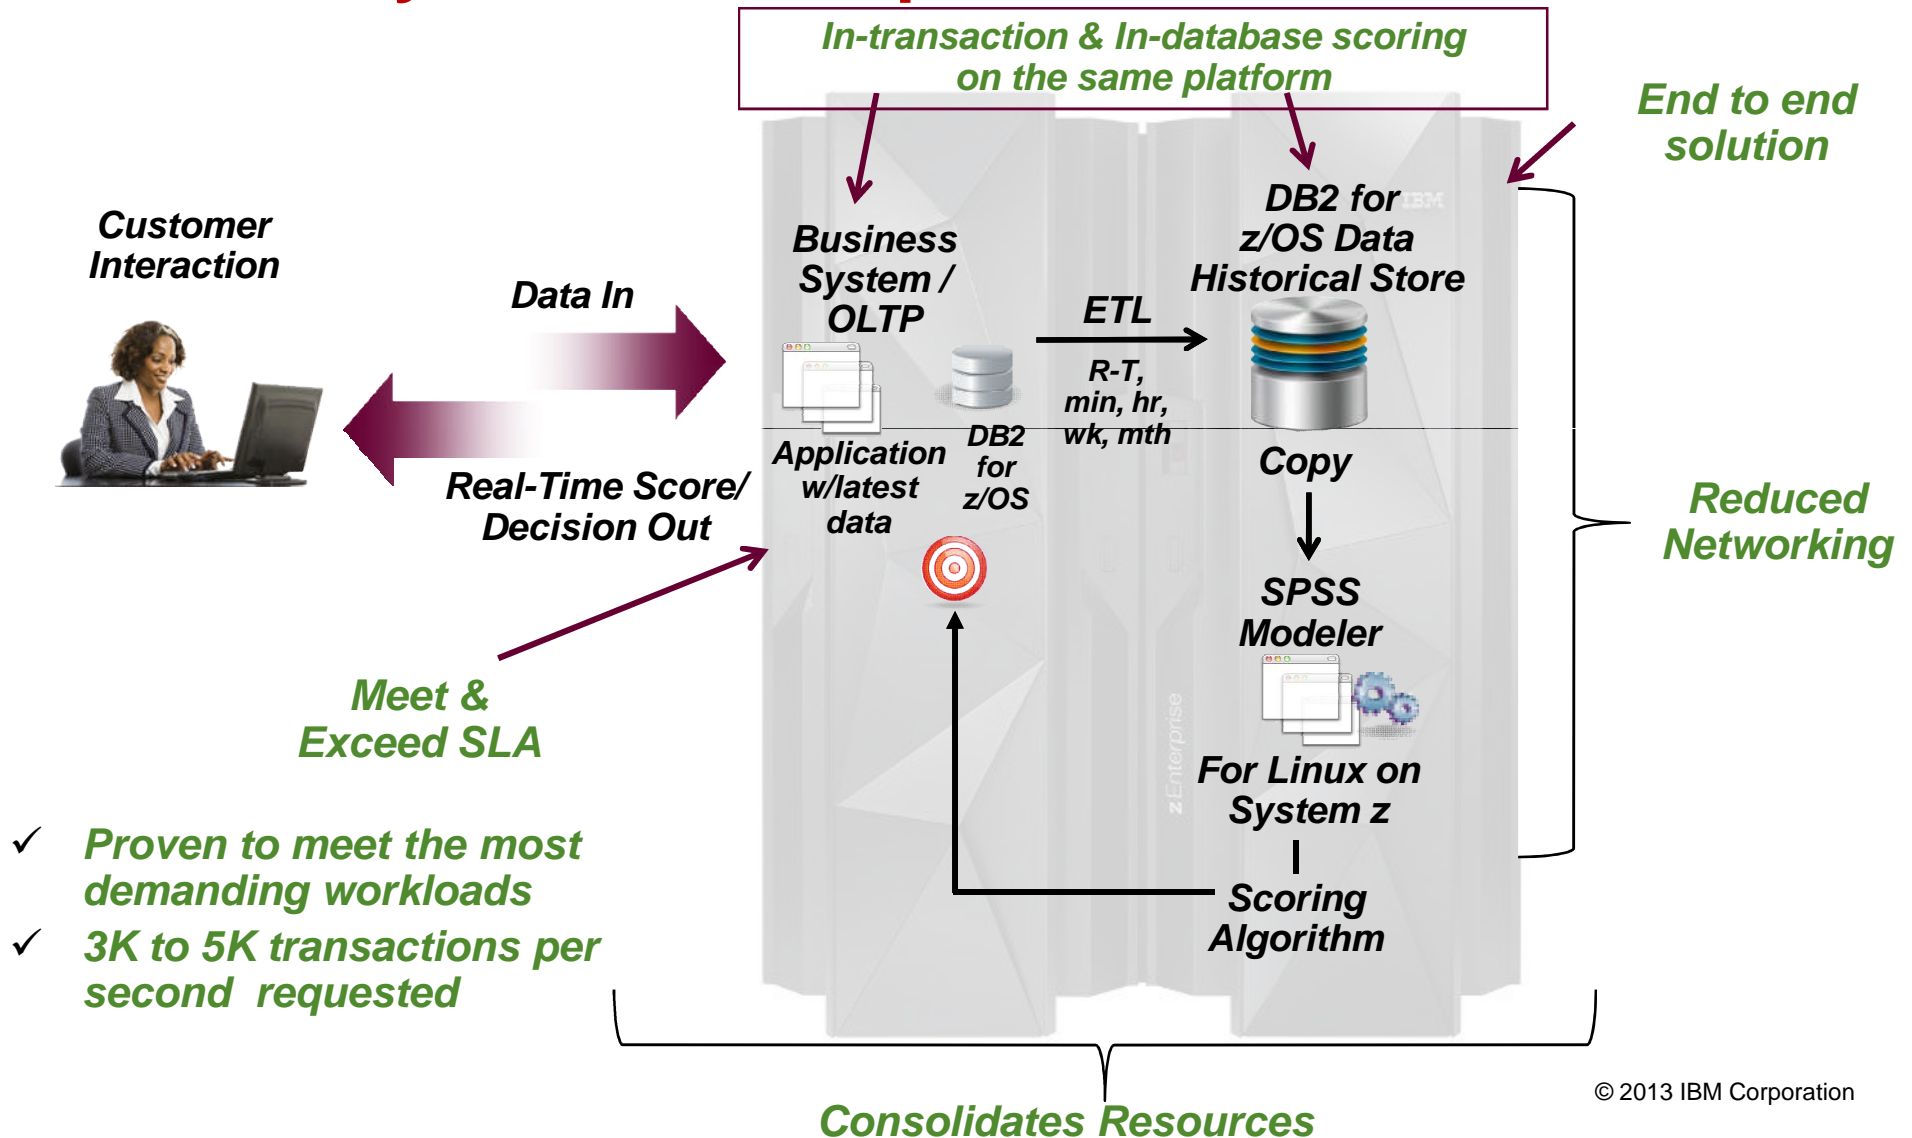 In-transaction & In-database scoring
on the same platform
End to end
solution
Customer
Interaction
Data In
Real-Time Score/
Decision Out
Business
System /
OLTP
Application
w/latest
data
DB2
for
z/OS
ETL
R-T,
min, hr,
wk, mth
DB2 for
z/OS Data
Historical Store
IBM
Copy
SPSS
Modeler
For Linux on
System z
zEnterprise
Scoring
Algorithm
Reduced
Networking
Meet &
Exceed SLA
✓ Proven to meet the most
demanding workloads
✓ 3K to 5K transactions per
second requested
Consolidates Resources
© 2013 IBM Corporation